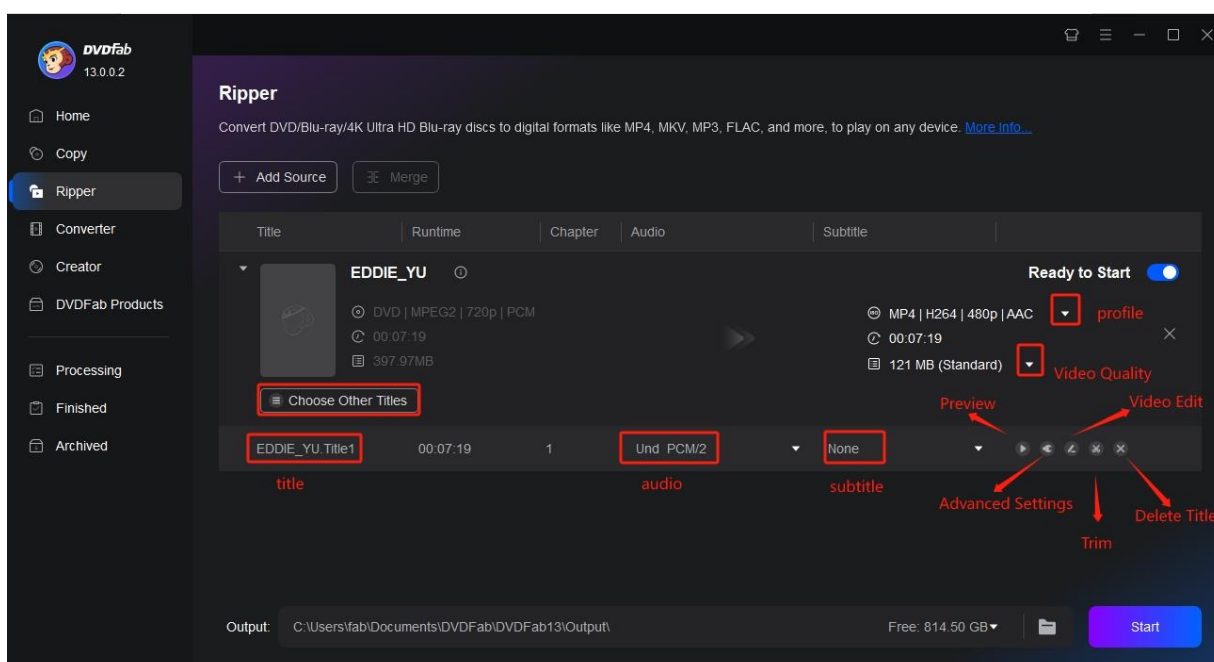 DVDFab
13.0.0.2
Home
Copy
Ripper
Converter
Creator
DVDFab Products
Processing
Finished
Archived
Ripper
Convert DVD/Blu-ray/4K Ultra HD Blu-ray discs to digital formats like MP4, MKV, MP3, FLAC, and more, to play on any device. More Info...
+ Add Source Merge
Title Runtime Chapter Audio Subtitle
EDDIE_YU Ready to Start
DVD | MPEG2 | 720p | PCM MP4 | H264 | 480p | AAC profile
00:07:19 00:07:19
397.97MB 121 MB (Standard) Video Quality
Choose Other Titles Preview Video Edit
EDDIE_YU.Title1 00:07:19 1 Und PCM/2 None
title audio subtitle
Advanced Settings Delete Title
Trim
Output: C:\Users\fab\Documents\DVDFab\DVDFab13\Output\ Free: 814.50 GB Start